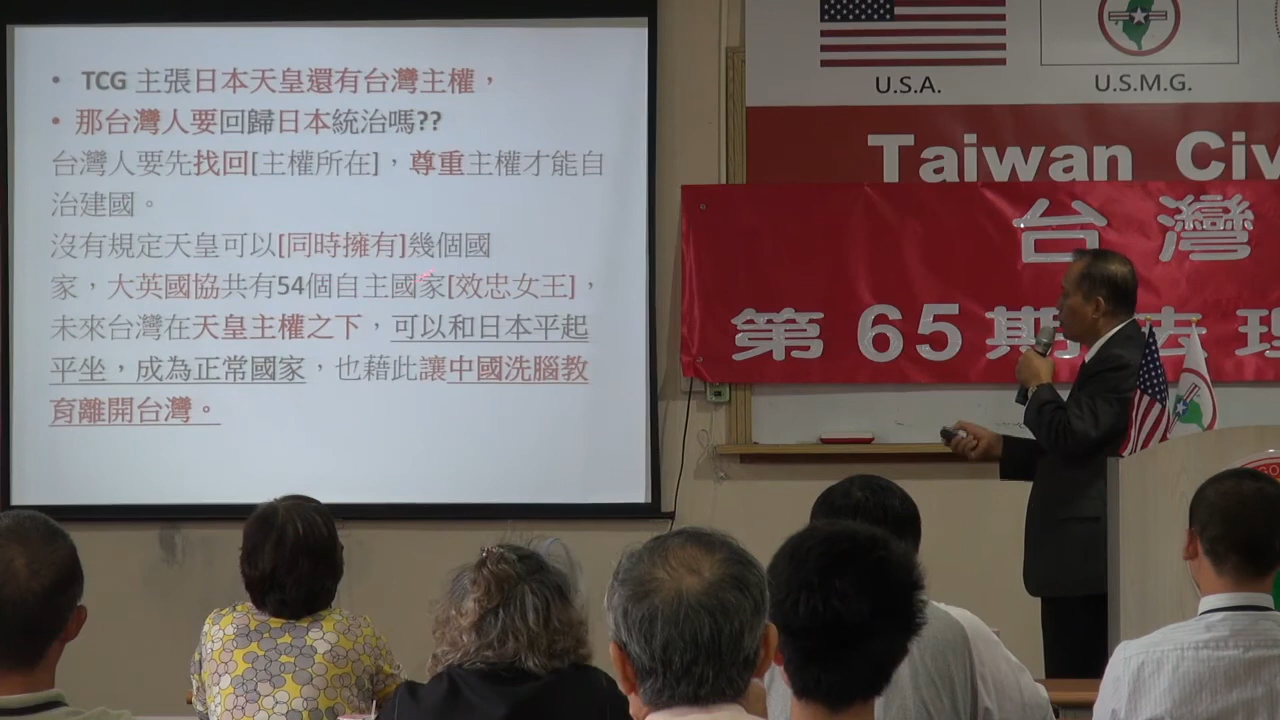 • TCG 主張日本天皇還有台灣主權，
• 那台灣人要回歸日本統治嗎??
台灣人要先找回[主權所在]，尊重主權才能自
治建國。
沒有規定天皇可以[同時擁有]幾個國
家，大英國協共有54個自主國家[效忠女王]，
未來台灣在天皇主權之下，可以和日本平起
平坐，成為正常國家，也藉此讓中國洗腦教
育離開台灣。
U.S.A.
U.S.M.G.
Taiwan Civ
台灣
第65期法理
GO